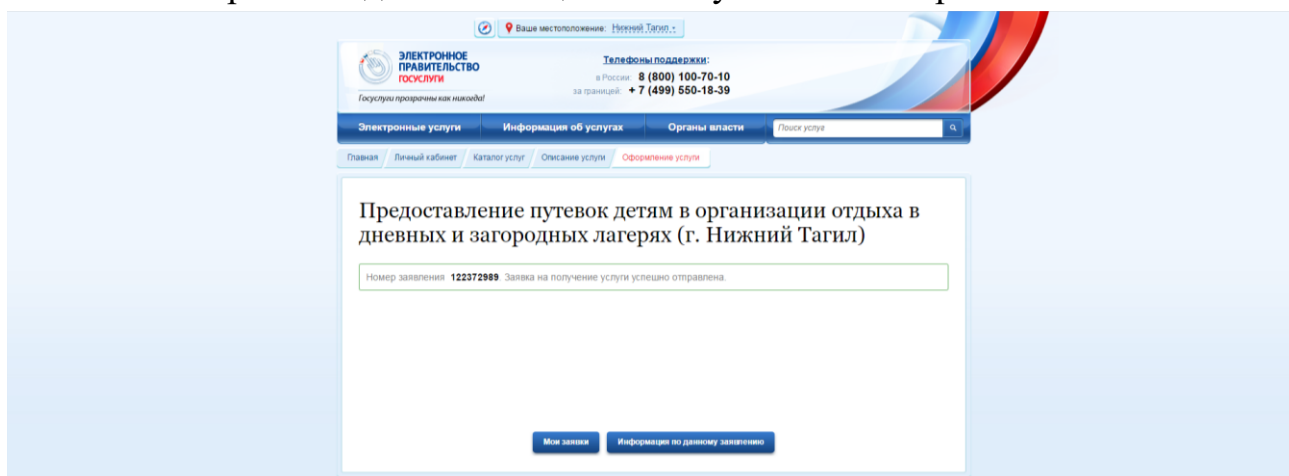 Ваше местоположение: Нижний Тагил
ЭЛЕКТРОННОЕ
ПРАВИТЕЛЬСТВО
ГОСУСЛУГИ
Госуслуги прозрачны как никогда!
Телефоны поддержки:
в России: 8 (800) 100-70-10
за границей: + 7 (499) 550-18-39
Электронные услуги Информация об услугах Органы власти Поиск услуг
Главная Личный кабинет Каталог услуг Описание услуги Оформление услуги
Предоставление путевок детям в организации отдыха в
дневных и загородных лагерях (г. Нижний Тагил)
Номер заявления 122372989. Заявка на получение услуги успешно отправлена.
Мои заявки Информация по данному заявлению